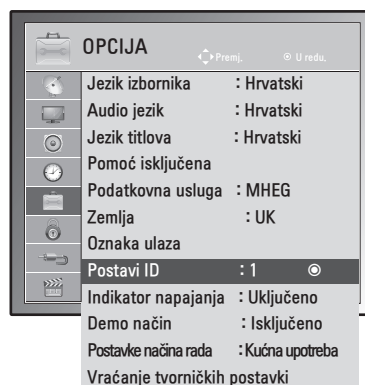 OPCIJA
Premj.
U redu.
Jezik izbornika : Hrvatski
Audio jezik : Hrvatski
Jezik titlova : Hrvatski
Pomoć isključena
Podatkovna usluga : MHEG
Zemlja : UK
Oznaka ulaza
Postavi ID : 1
Indikator napajanja : Uključeno
Demo način : Isključeno
Postavke načina rada : Kućna upotreba
Vraćanje tvorničkih postavki